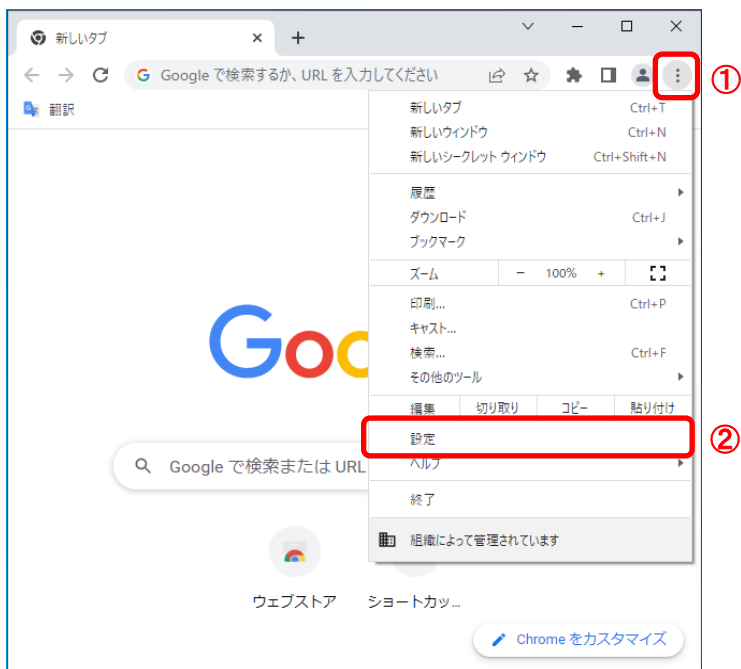 新しいタブ
Google で検索するか、URL を入力してください
①
翻訳
新しいタブ Ctrl+T
新しいウィンドウ Ctrl+N
新しいシークレット ウィンドウ Ctrl+Shift+N
履歴
ダウンロード Ctrl+J
ブックマーク
ズーム - 100% +
印刷... Ctrl+P
キャスト...
検索... Ctrl+F
その他のツール
編集 切り取り コピー 貼り付け
設定
②
ヘルプ
終了
組織によって管理されています
Goo
Google で検索または URL
ウェブストア
ショートカッ...
Chrome をカスタマイズ